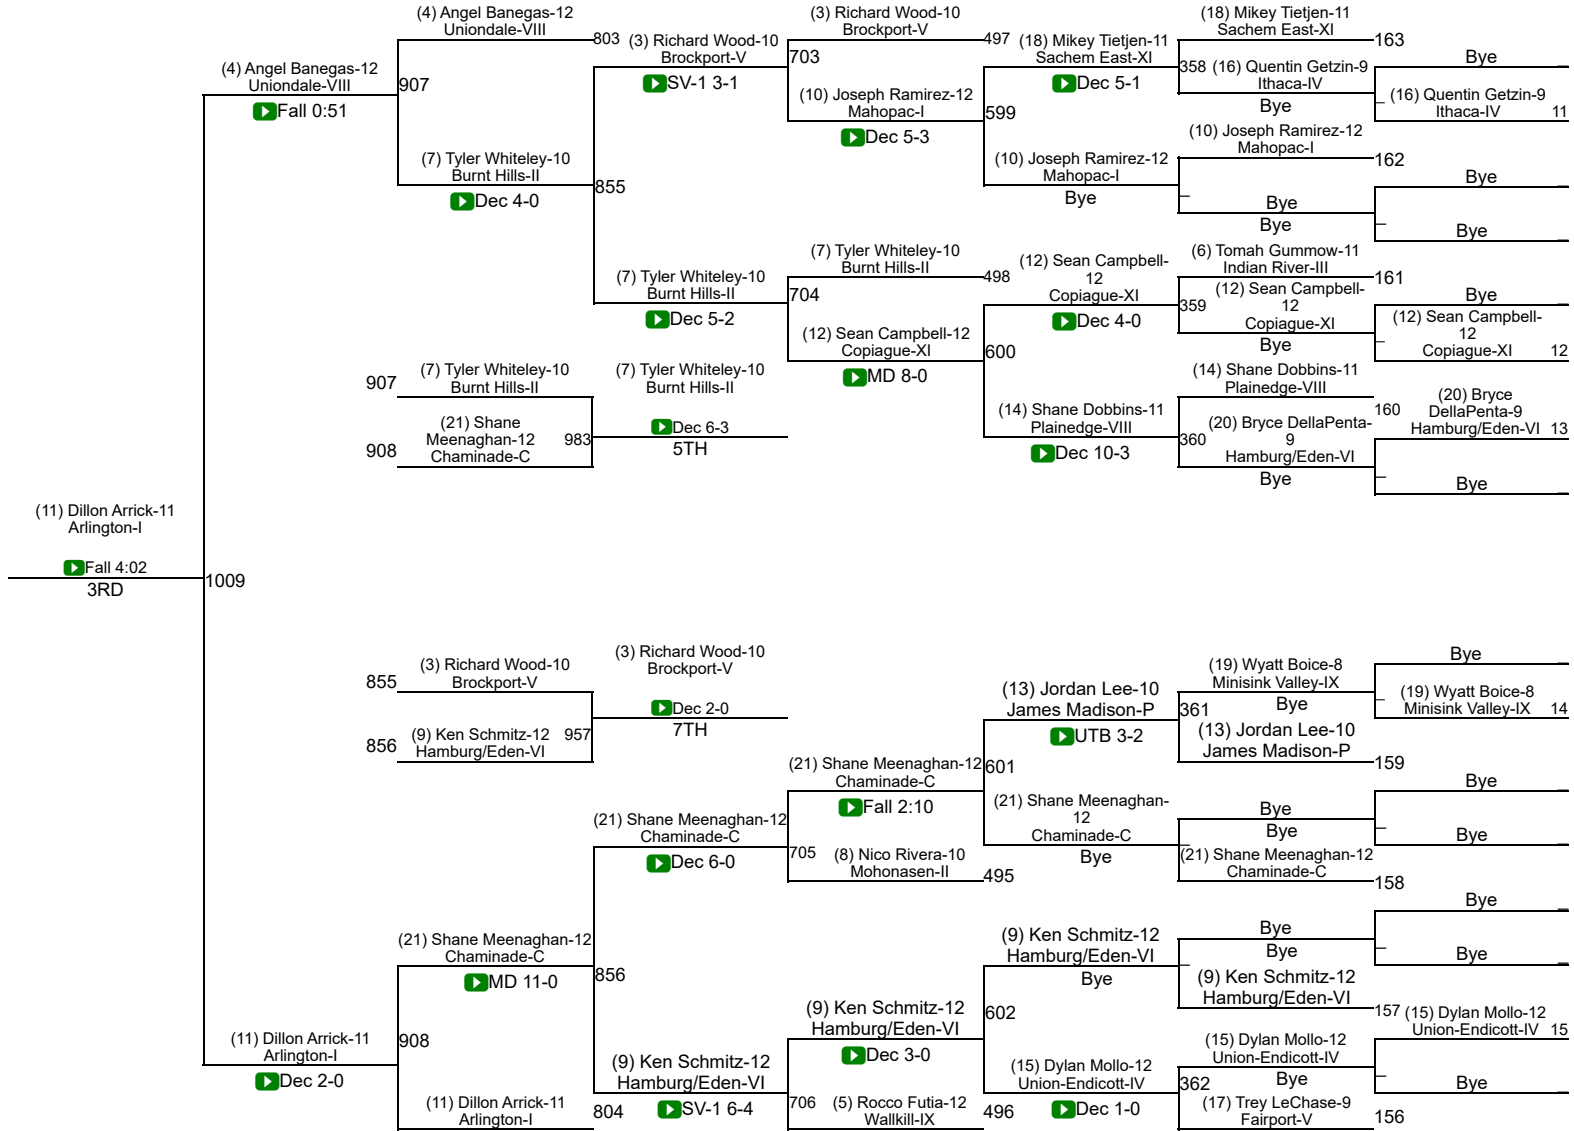 (4) Angel Banegas-12
Uniondale-VIII
803
(3) Richard Wood-10
Brockport-V
497
(18) Mikey Tietjen-11
Sachem East-XI
163
(4) Angel Banegas-12
Uniondale-VIII
Fall 0:51
907
(3) Richard Wood-10
Brockport-V
SV-1 3-1
703
(18) Mikey Tietjen-11
Sachem East-XI
Dec 5-1
358
(16) Quentin Getzin-9
Ithaca-IV
Bye
Bye
(16) Quentin Getzin-9
Ithaca-IV
11
(10) Joseph Ramirez-12
Mahopac-I
Dec 5-3
599
(10) Joseph Ramirez-12
Mahopac-I
162
(7) Tyler Whiteley-10
Burnt Hills-II
Dec 4-0
855
(10) Joseph Ramirez-12
Mahopac-I
Bye
Bye
Bye
Bye
Bye
(7) Tyler Whiteley-10
Burnt Hills-II
498
(6) Tomah Gummow-11
Indian River-III
161
(7) Tyler Whiteley-10
Burnt Hills-II
Dec 5-2
704
(12) Sean Campbell-
12
Copiague-XI
Dec 4-0
359
(12) Sean Campbell-
12
Copiague-XI
Bye
Bye
(12) Sean Campbell-
12
Copiague-XI
12
(12) Sean Campbell-12
Copiague-XI
MD 8-0
600
907
(7) Tyler Whiteley-10
Burnt Hills-II
(7) Tyler Whiteley-10
Burnt Hills-II
Dec 6-3
5TH
(14) Shane Dobbins-11
Plainedge-VIII
160
(20) Bryce
DellaPenta-9
Hamburg/Eden-VI
13
908
(21) Shane
Meenaghan-12
Chaminade-C
983
(14) Shane Dobbins-11
Plainedge-VIII
Dec 10-3
360
(20) Bryce DellaPenta-
9
Hamburg/Eden-VI
Bye
Bye
(11) Dillon Arrick-11
Arlington-I
Fall 4:02
3RD
1009
855
(3) Richard Wood-10
Brockport-V
(3) Richard Wood-10
Brockport-V
Dec 2-0
7TH
856
(9) Ken Schmitz-12
Hamburg/Eden-VI
957
(13) Jordan Lee-10
James Madison-P
UTB 3-2
361
(19) Wyatt Boice-8
Minisink Valley-IX
Bye
Bye
(19) Wyatt Boice-8
Minisink Valley-IX
14
(13) Jordan Lee-10
James Madison-P
159
(21) Shane Meenaghan-12
Chaminade-C
Fall 2:10
601
(21) Shane Meenaghan-
12
Chaminade-C
Bye
Bye
Bye
Bye
Bye
(21) Shane Meenaghan-12
Chaminade-C
Dec 6-0
705
(8) Nico Rivera-10
Mohonasen-II
495
(21) Shane Meenaghan-12
Chaminade-C
158
(21) Shane Meenaghan-12
Chaminade-C
MD 11-0
856
(9) Ken Schmitz-12
Hamburg/Eden-VI
Bye
Bye
Bye
Bye
Bye
(9) Ken Schmitz-12
Hamburg/Eden-VI
157
(15) Dylan Mollo-12
Union-Endicott-IV
15
(9) Ken Schmitz-12
Hamburg/Eden-VI
Dec 3-0
602
(11) Dillon Arrick-11
Arlington-I
Dec 2-0
908
(9) Ken Schmitz-12
Hamburg/Eden-VI
SV-1 6-4
706
(15) Dylan Mollo-12
Union-Endicott-IV
Dec 1-0
362
(15) Dylan Mollo-12
Union-Endicott-IV
Bye
Bye
(11) Dillon Arrick-11
Arlington-I
804
(5) Rocco Futia-12
Wallkill-IX
496
(17) Trey LeChase-9
Fairport-V
156